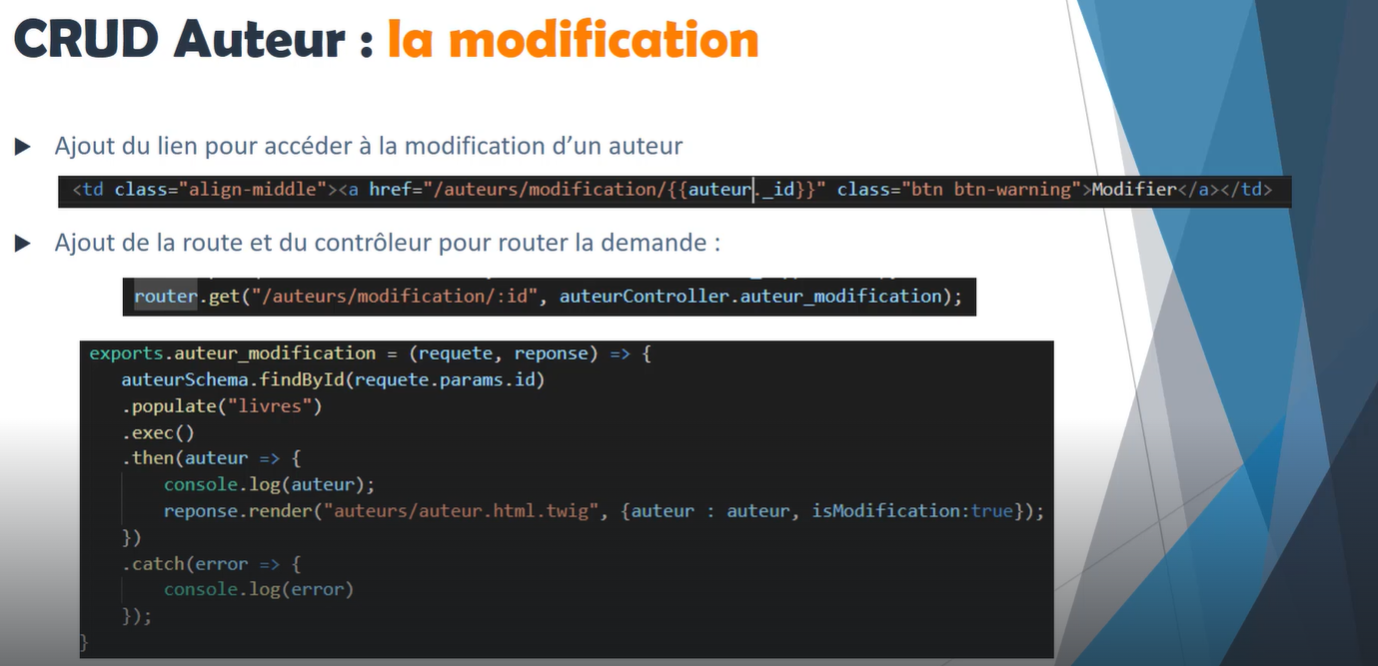 CRUD Auteur : la modification
Ajout du lien pour accéder à la modification d’un auteur
<td class="align-middle"><a href="/auteurs/modification/{{auteur._id}}" class="btn btn-warning">Modifier</a></td>
Ajout de la route et du contrôleur pour router la demande :
router.get("/auteurs/modification/:id", auteurController.auteur_modification);
exports.auteur_modification = (requete, reponse) => {
auteurSchema.findById(requete.params.id)
.populate("livres")
.exec()
.then(auteur => {
console.log(auteur);
reponse.render("auteurs/auteur.html.twig", {auteur : auteur, isModification:true});
})
.catch(error => {
console.log(error)
});
}